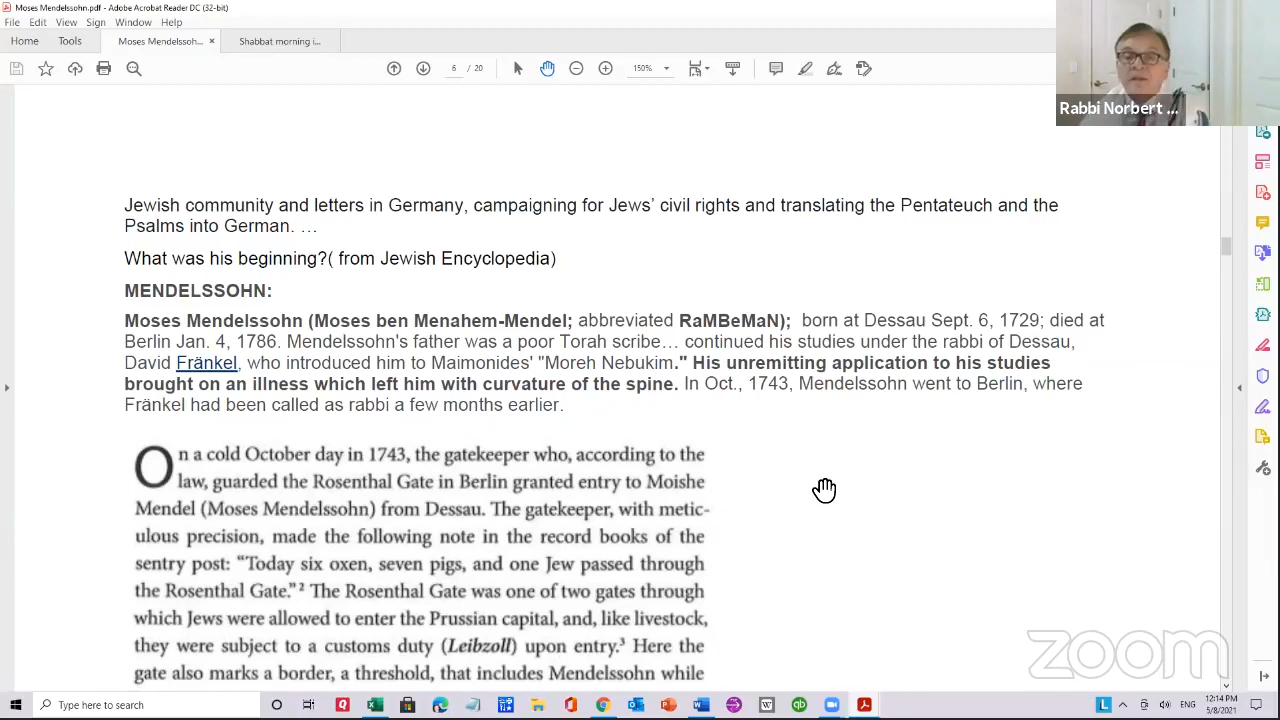 Moses Mendelssohn.pdf - Adobe Acrobat Reader DC (32-bit)
File Edit View Sign Window Help
Home Tools Moses Mendelssoh... × Shabbat morning i...
6 / 20 150%
Rabbi Norbert ...
Jewish community and letters in Germany, campaigning for Jews’ civil rights and translating the Pentateuch and the
Psalms into German. …
What was his beginning?( from Jewish Encyclopedia)
MENDELSSOHN:
Moses Mendelssohn (Moses ben Menahem-Mendel; abbreviated RaMBeMaN); born at Dessau Sept. 6, 1729; died at
Berlin Jan. 4, 1786. Mendelssohn's father was a poor Torah scribe… continued his studies under the rabbi of Dessau,
David Fränkel, who introduced him to Maimonides' "Moreh Nebukim." His unremitting application to his studies
brought on an illness which left him with curvature of the spine. In Oct., 1743, Mendelssohn went to Berlin, where
Fränkel had been called as rabbi a few months earlier.
On a cold October day in 1743, the gatekeeper who, according to the
law, guarded the Rosenthal Gate in Berlin granted entry to Moishe
Mendel (Moses Mendelssohn) from Dessau. The gatekeeper, with metic-
ulous precision, made the following note in the record books of the
sentry post: “Today six oxen, seven pigs, and one Jew passed through
the Rosenthal Gate.”2 The Rosenthal Gate was one of two gates through
which Jews were allowed to enter the Prussian capital, and, like livestock,
they were subject to a customs duty (Leibzoll) upon entry.3 Here the
gate also marks a border, a threshold, that includes Mendelssohn while
zoom
Type here to search
ENG
12:14 PM
5/8/2021